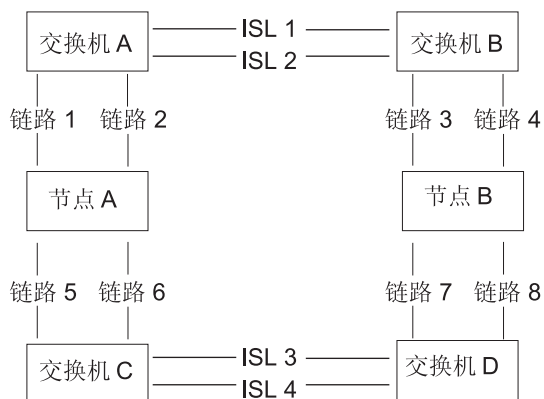 交换机 A
ISL 1
ISL 2
交换机 B
链路 1
链路 2
链路 3
链路 4
节点 A
节点 B
链路 5
链路 6
链路 7
链路 8
交换机 C
ISL 3
ISL 4
交换机 D